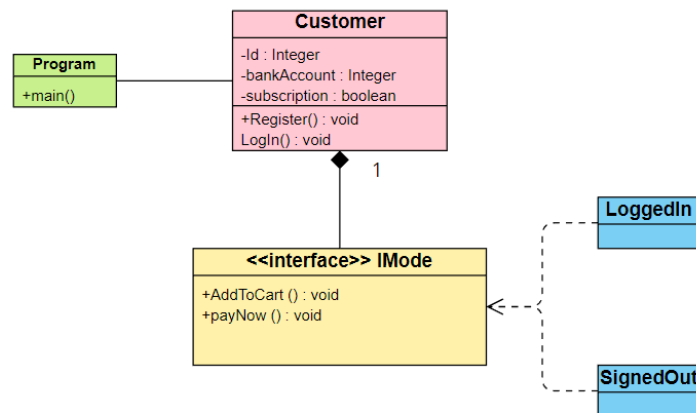 Customer
-Id : Integer
-bankAccount : Integer
-subscription : boolean
+Register() : void
LogIn() : void
Program
+main()
1
<<interface>> IMode
+AddToCart () : void
+payNow () : void
LoggedIn
SignedOut